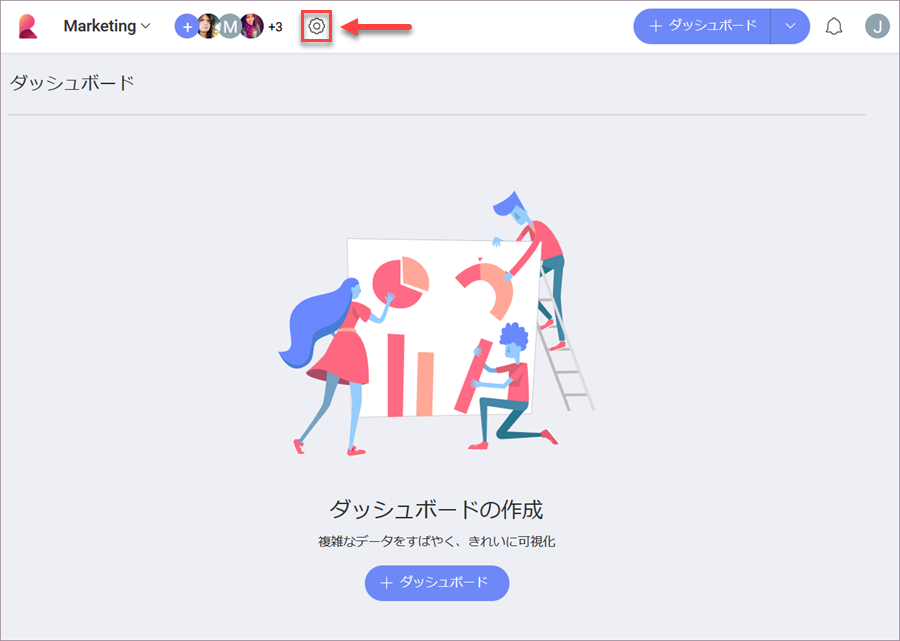 Marketing
M
+3
+ ダッシュボード
J
ダッシュボード
ダッシュボードの作成
複雑なデータをすばやく、きれいに可視化
+ ダッシュボード